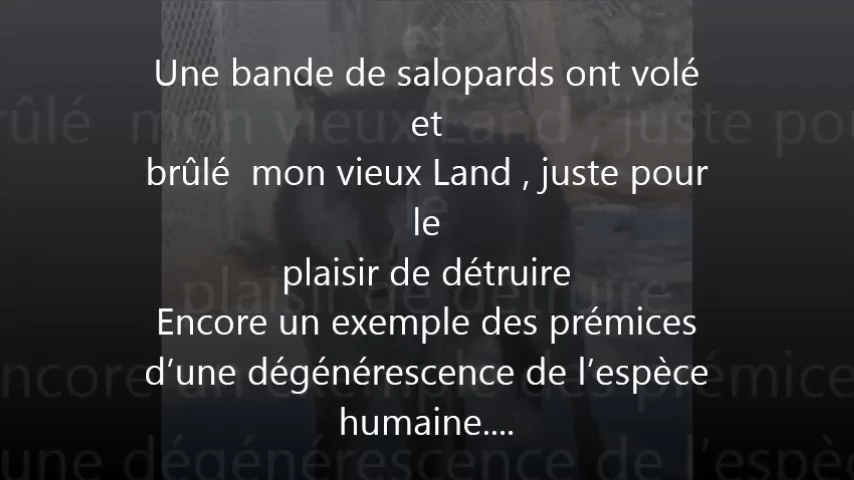 Une bande de salopards ont volé
et
brûlé  mon vieux Land , juste pour
le
plaisir de détruire
Encore un exemple des prémices
d’une dégénérescence de l’espèce
humaine....